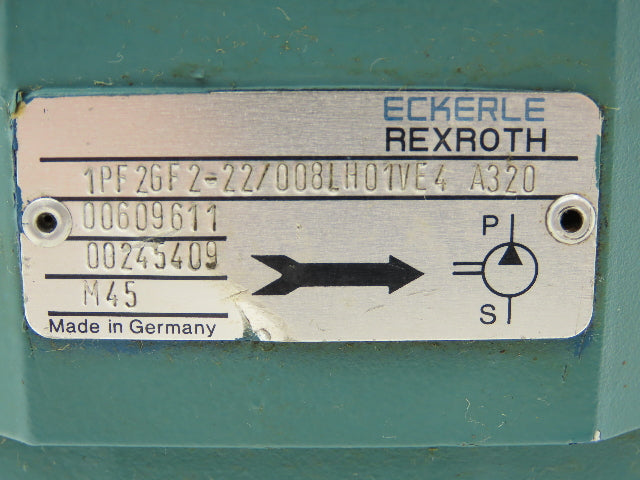 ECKERLE
REXROTH
1PF2GF2-22/008LH01VE4 A320
00609611
00245409
M45
Made in Germany
P
S